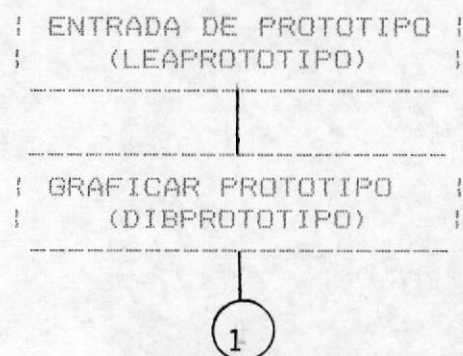 ENTRADA DE PROTOTIPO
(LEAPROTOTIPO)
GRAFICAR PROTOTIPO
(DIBPROTOTIPO)
1